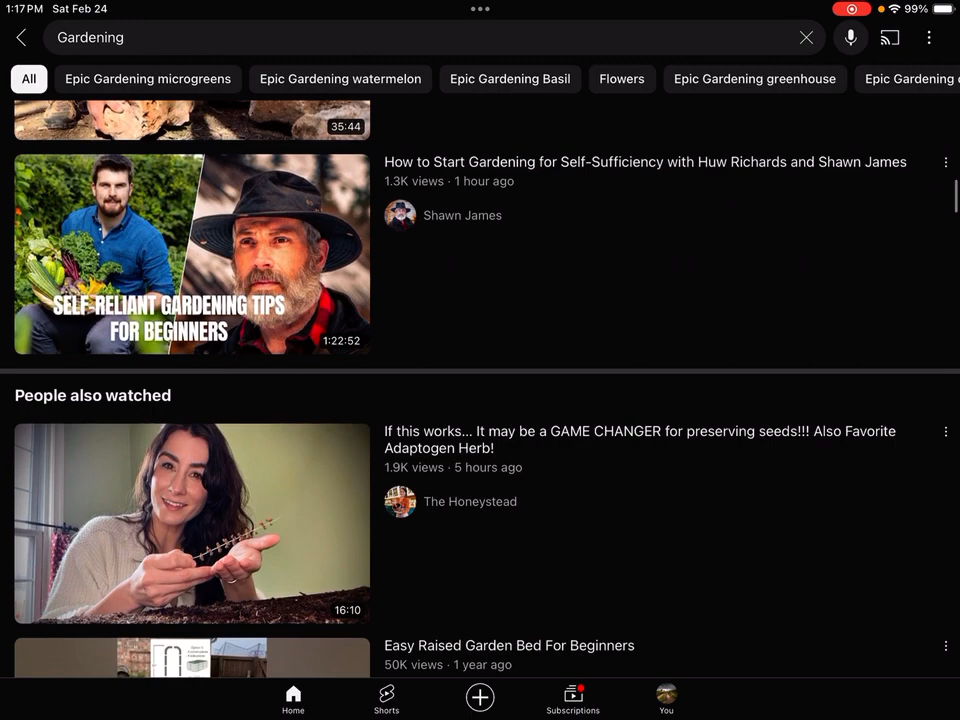 1:17 PM Sat Feb 24
99%
Gardening
All
Epic Gardening microgreens
Epic Gardening watermelon
Epic Gardening Basil
Flowers
Epic Gardening greenhouse
Epic Gardening
35:44
SELF-RELIANT GARDENING TIPS
FOR BEGINNERS
1:22:52
How to Start Gardening for Self-Sufficiency with Huw Richards and Shawn James
1.3K views · 1 hour ago
Shawn James
People also watched
16:10
If this works... It may be a GAME CHANGER for preserving seeds!!! Also Favorite
Adaptogen Herb!
1.9K views · 5 hours ago
The Honeystead
Easy Raised Garden Bed For Beginners
50K views · 1 year ago
Home
Shorts
Subscriptions
You